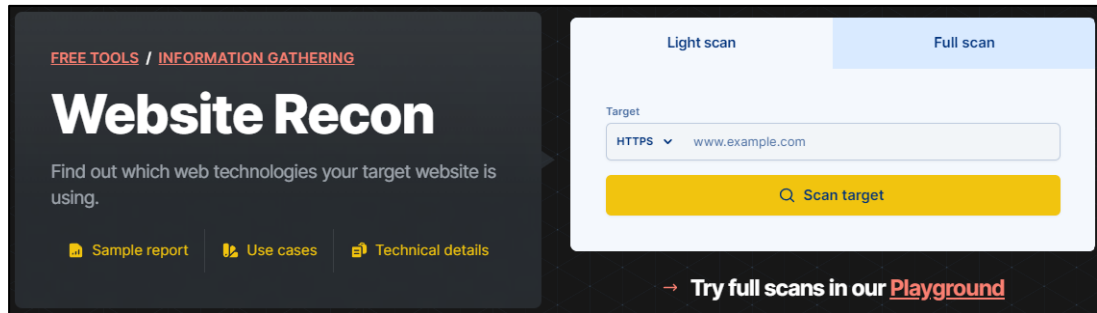 FREE TOOLS / INFORMATION GATHERING
Website Recon
Find out which web technologies your target website is
using.
Sample report
Use cases
Technical details
Light scan
Full scan
Target
HTTPS
www.example.com
Scan target
→ Try full scans in our Playground